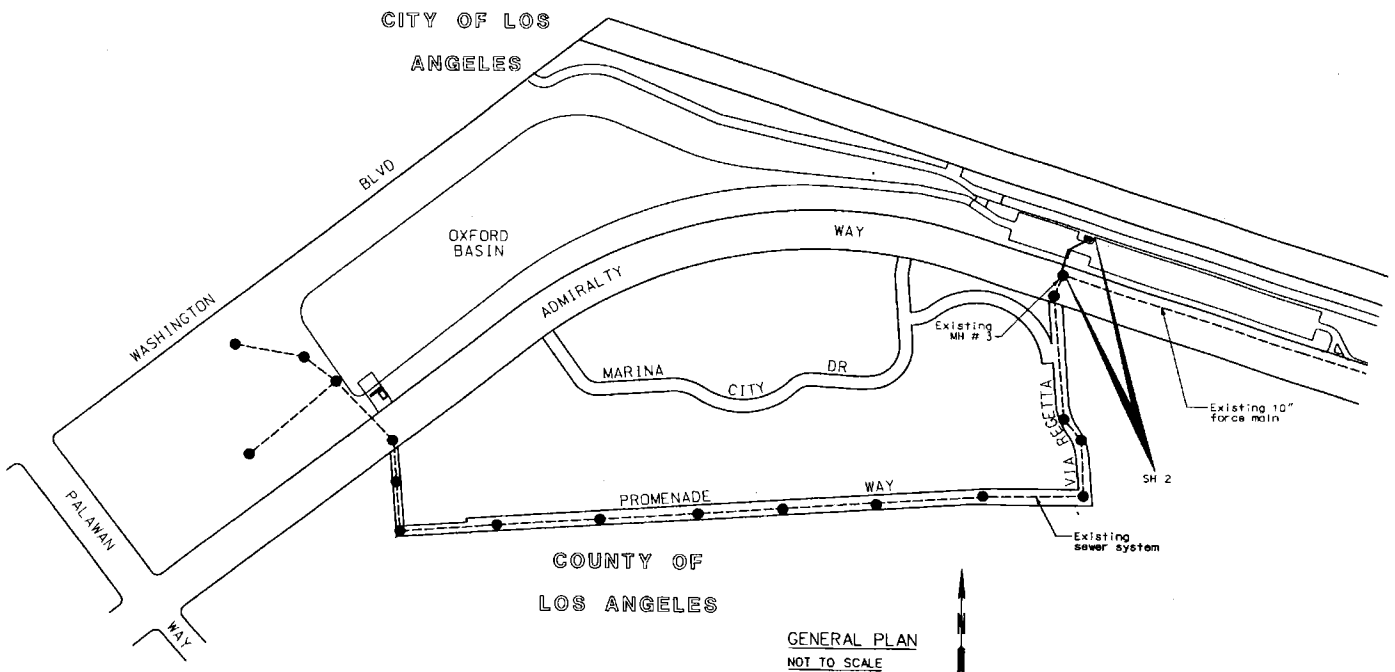 CITY OF LOS
ANGELES
BLVD
OXFORD
BASIN
WAY
ADMIRALTY
WASHINGTON
Existing
MH # 3
MARINA
CITY
DR
Existing 10"
force main
VIA REGETTA
SH 2
PALAWAN
WAY
PROMENADE
WAY
Existing
sewer system
COUNTY OF
LOS ANGELES
N
GENERAL PLAN
NOT TO SCALE